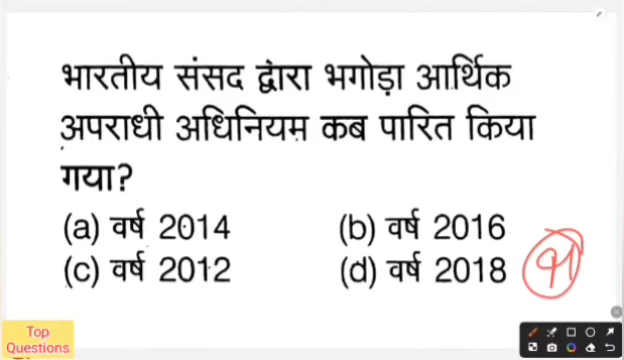 भारतीय संसद द्वारा भगोड़ा आर्थिक
अपराधी अधिनियम कब पारित किया
गया?
(a) वर्ष 2014 (b) वर्ष 2016
(c) वर्ष 2012 (d) वर्ष 2018
Top
Questions